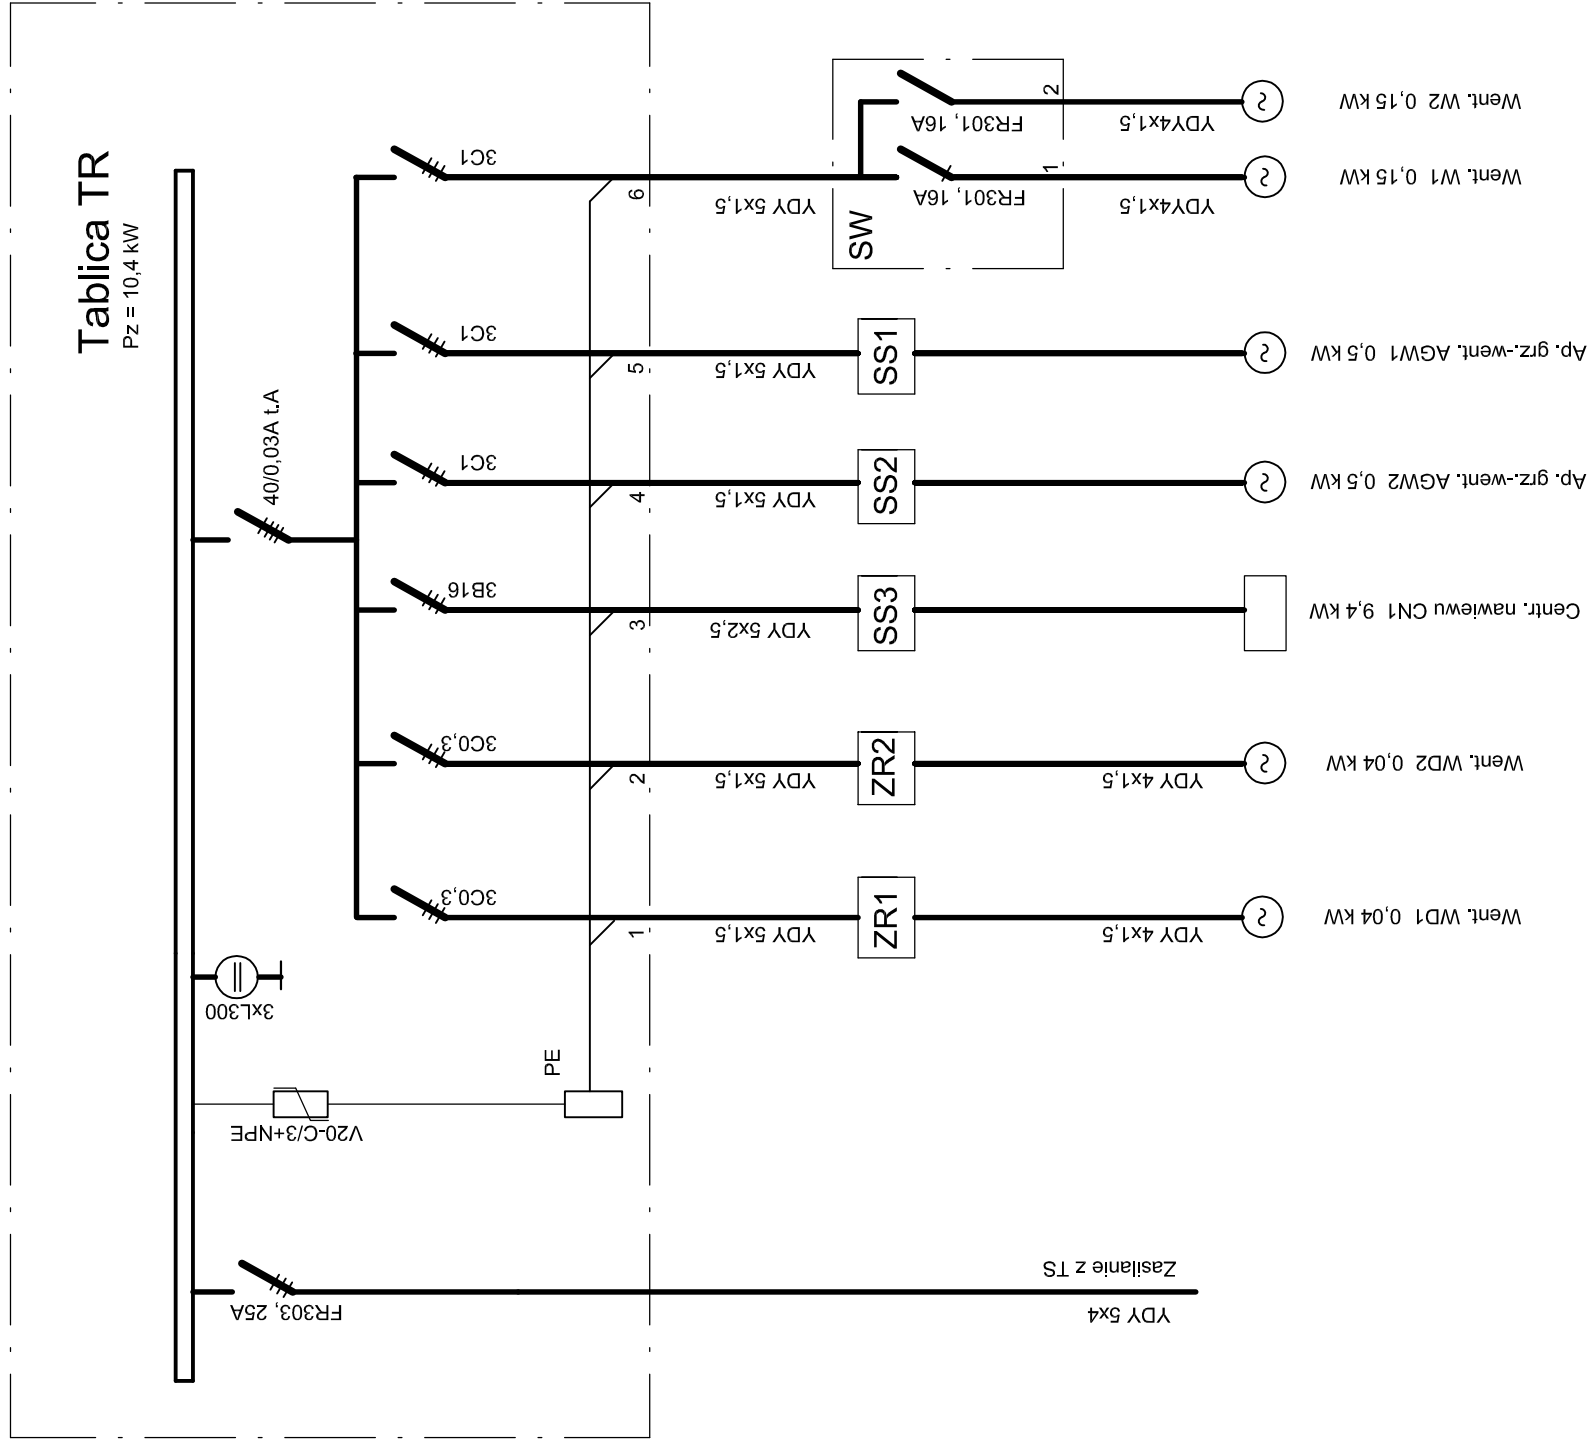 Tablica TR
Pz = 10,4 kW
40/0,03A t.A
3C1
6
YDY 5x1,5
SW
FR301, 16A
2
YDY4x1,5
Went. W2 0,15 kW
FR301, 16A
1
YDY4x1,5
Went. W1 0,15 kW
3C1
5
YDY 5x1,5
SS1
Ap. grz.-went. AGW1 0,5 kW
3C1
4
YDY 5x1,5
SS2
Ap. grz.-went. AGW2 0,5 kW
3B16
3
YDY 5x2,5
SS3
Centr. nawiewu CN1 9,4 kW
3C0,3
2
YDY 5x1,5
ZR2
YDY 4x1,5
Went. WD2 0,04 kW
3C0,3
1
YDY 5x1,5
ZR1
YDY 4x1,5
Went. WD1 0,04 kW
3xL300
PE
V20-C/3+NPE
FR303, 25A
Zasilanie z TS
YDY 5x4